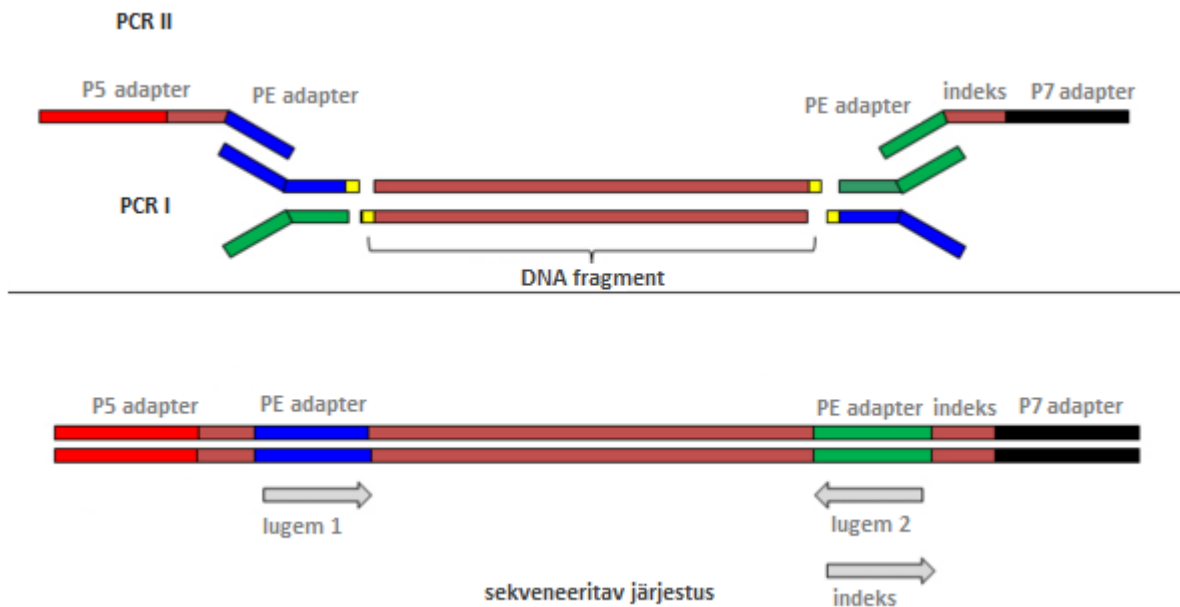 PCR II
P5 adapter
PE adapter
PE adapter
indeks
P7 adapter
PCR I
DNA fragment
P5 adapter
PE adapter
PE adapter
indeks
P7 adapter
lugem 1
lugem 2
sekveneeritav järjestus
indeks